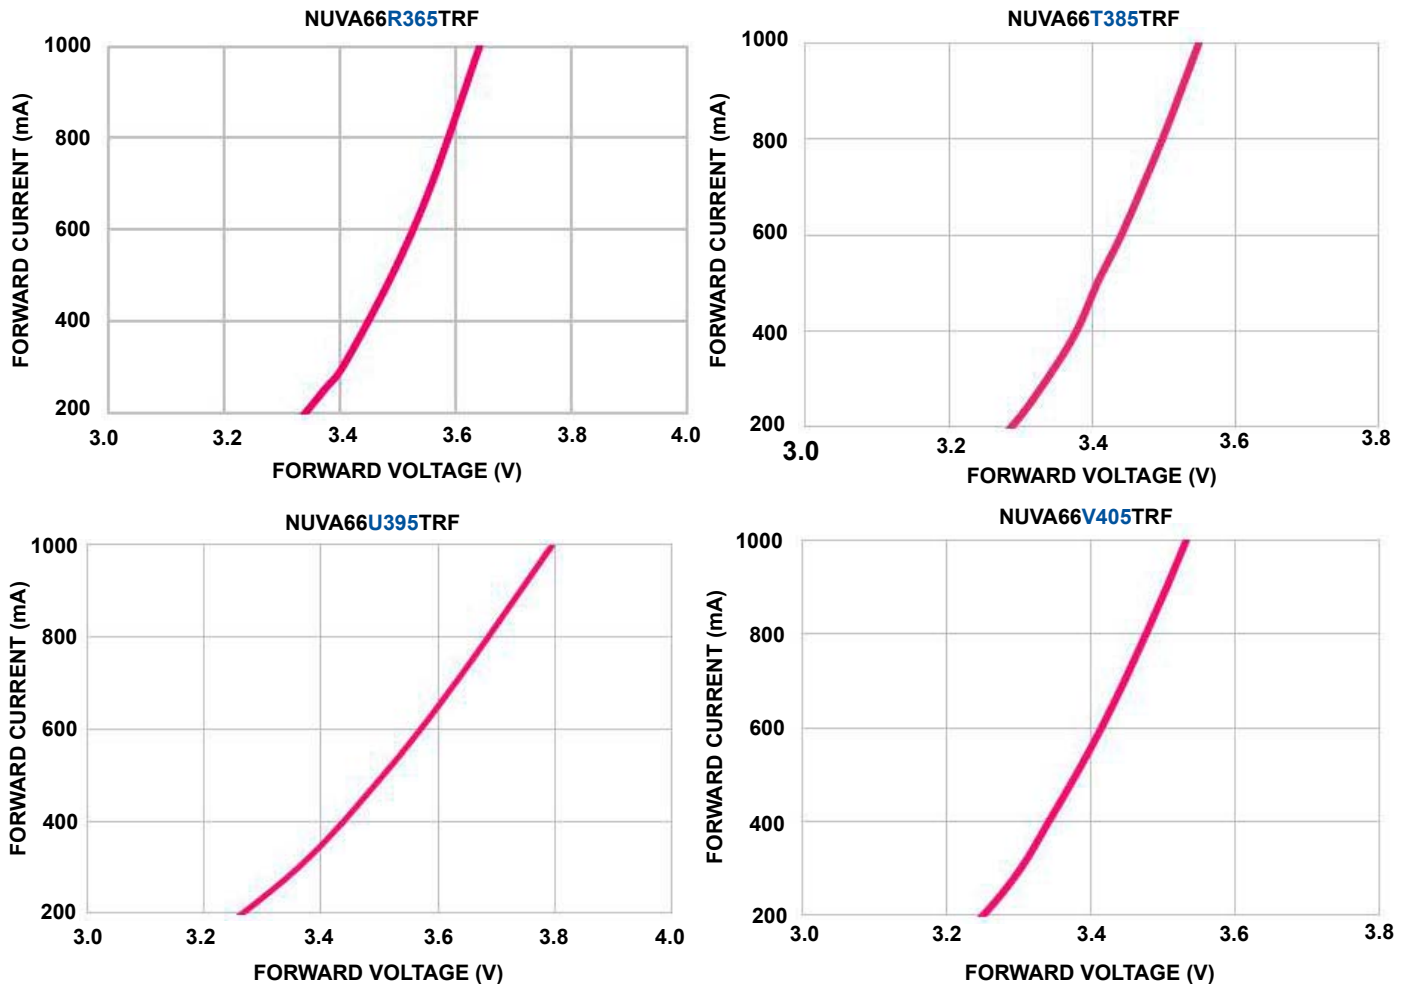 NUVA66R365TRF
FORWARD CURRENT (mA)
1000
800
600
400
200
3.0 3.2 3.4 3.6 3.8 4.0
FORWARD VOLTAGE (V)
NUVA66T385TRF
FORWARD CURRENT (mA)
1000
800
600
400
200
3.0 3.2 3.4 3.6 3.8
FORWARD VOLTAGE (V)
NUVA66U395TRF
FORWARD CURRENT (mA)
1000
800
600
400
200
3.0 3.2 3.4 3.6 3.8 4.0
FORWARD VOLTAGE (V)
NUVA66V405TRF
FORWARD CURRENT (mA)
1000
800
600
400
200
3.0 3.2 3.4 3.6 3.8
FORWARD VOLTAGE (V)